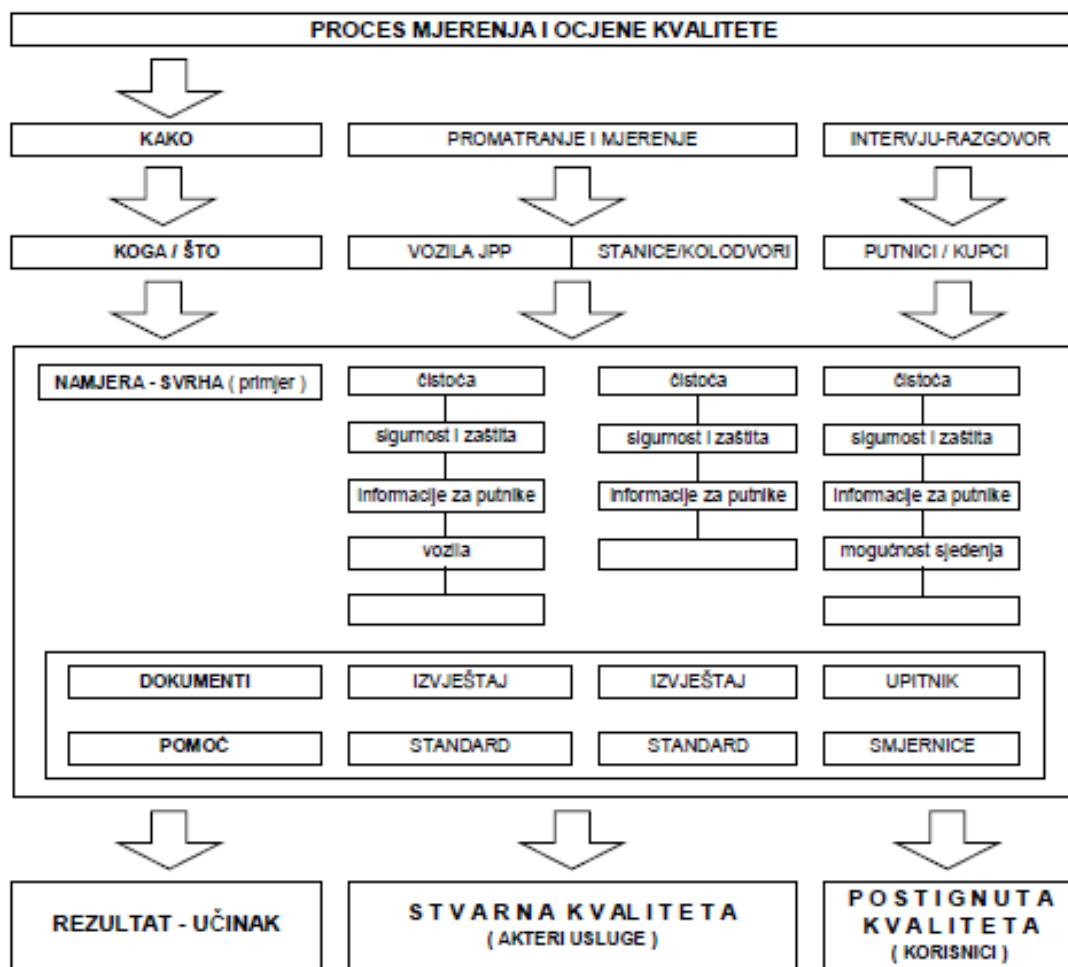 PROCES MJERENJA I OCJENE KVALITETE
KAKO
PROMATRANJE I MJERENJE
INTERVJU-RAZGOVOR
KOGA / ŠTO
VOZILA JPP
STANICE/KOLODVORI
PUTNICI / KUPCI
NAMJERA - SVRHA ( primjer )
čistoća
čistoća
čistoća
sigurnost i zaštita
sigurnost i zaštita
sigurnost i zaštita
informacije za putnike
informacije za putnike
informacije za putnike
vozila
mogućnost sjedenja
DOKUMENTI
IZVJEŠTAJ
IZVJEŠTAJ
UPITNIK
POMOČ
STANDARD
STANDARD
SMJERNICE
REZULTAT - UČINAK
STVARNA KVALITETA
( AKTERI USLUGE )
POSTIGNUTA
KVALITETA
( KORISNICI )